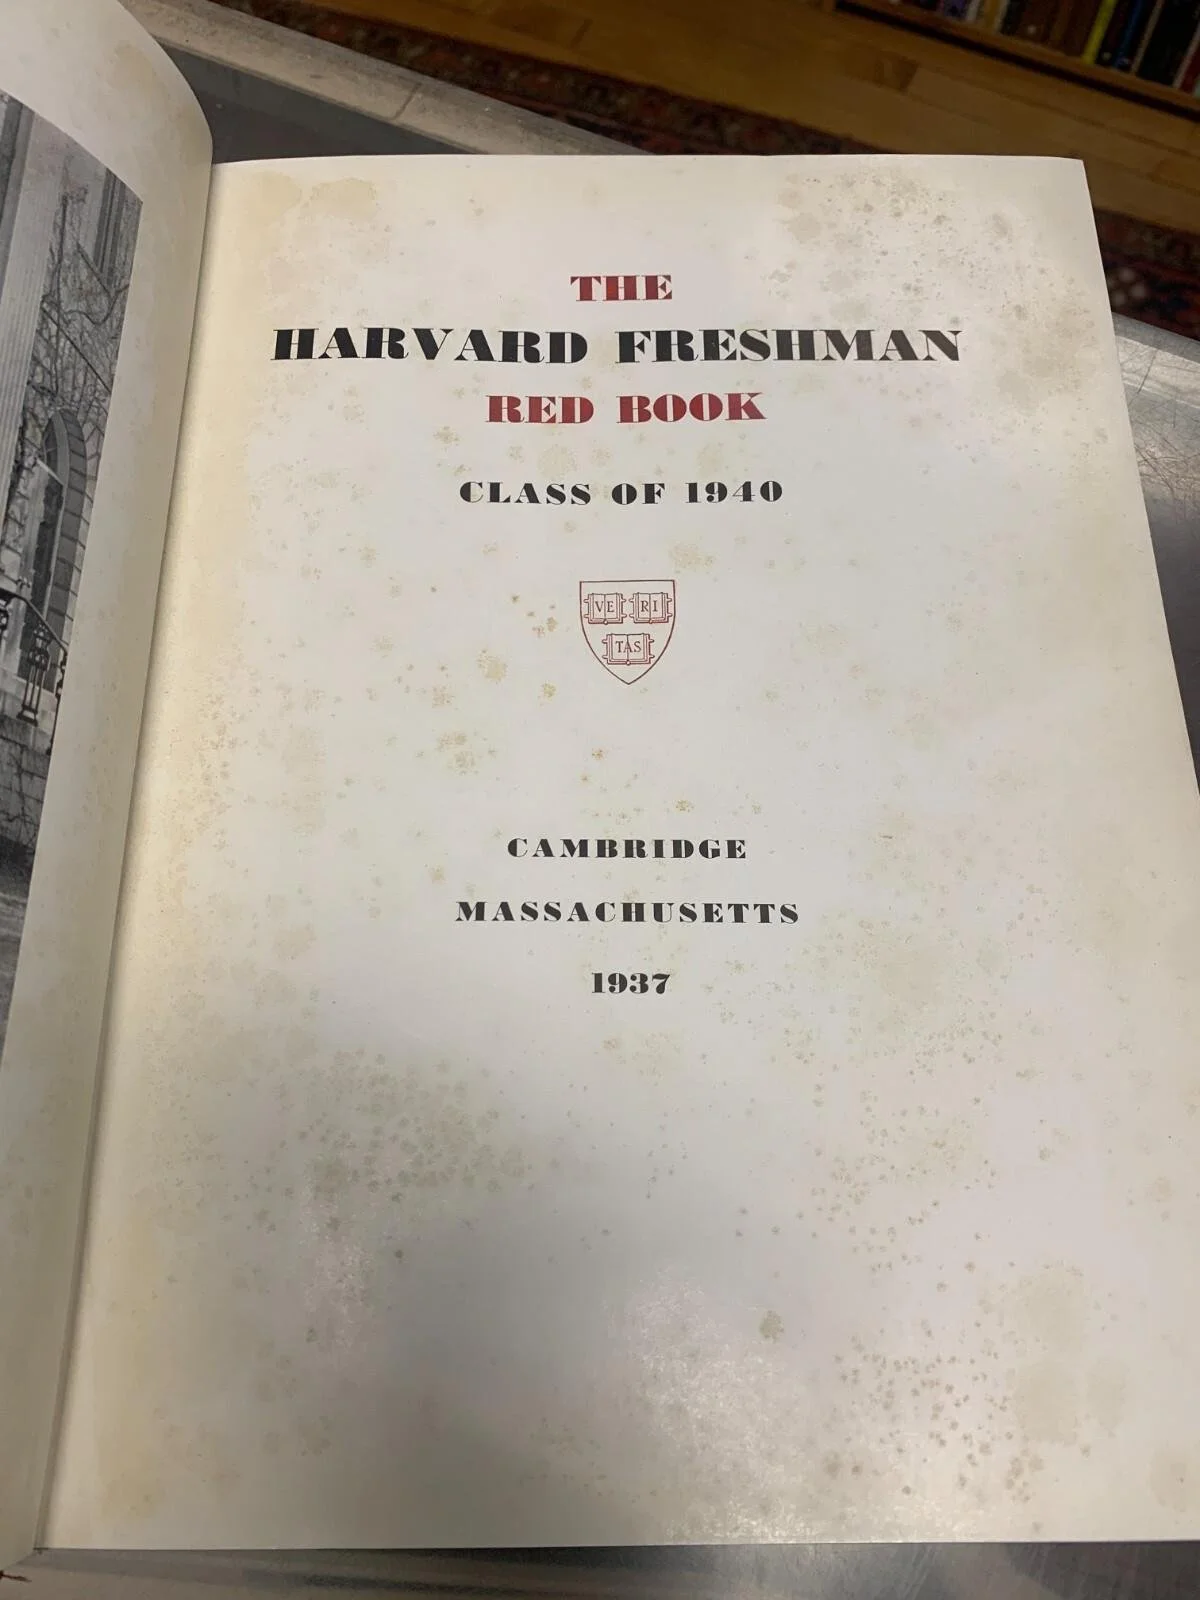 THE
HARVARD FRESHMAN
RED BOOK
CLASS OF 1940
VE RI
TAS
CAMBRIDGE
MASSACHUSETTS
1937